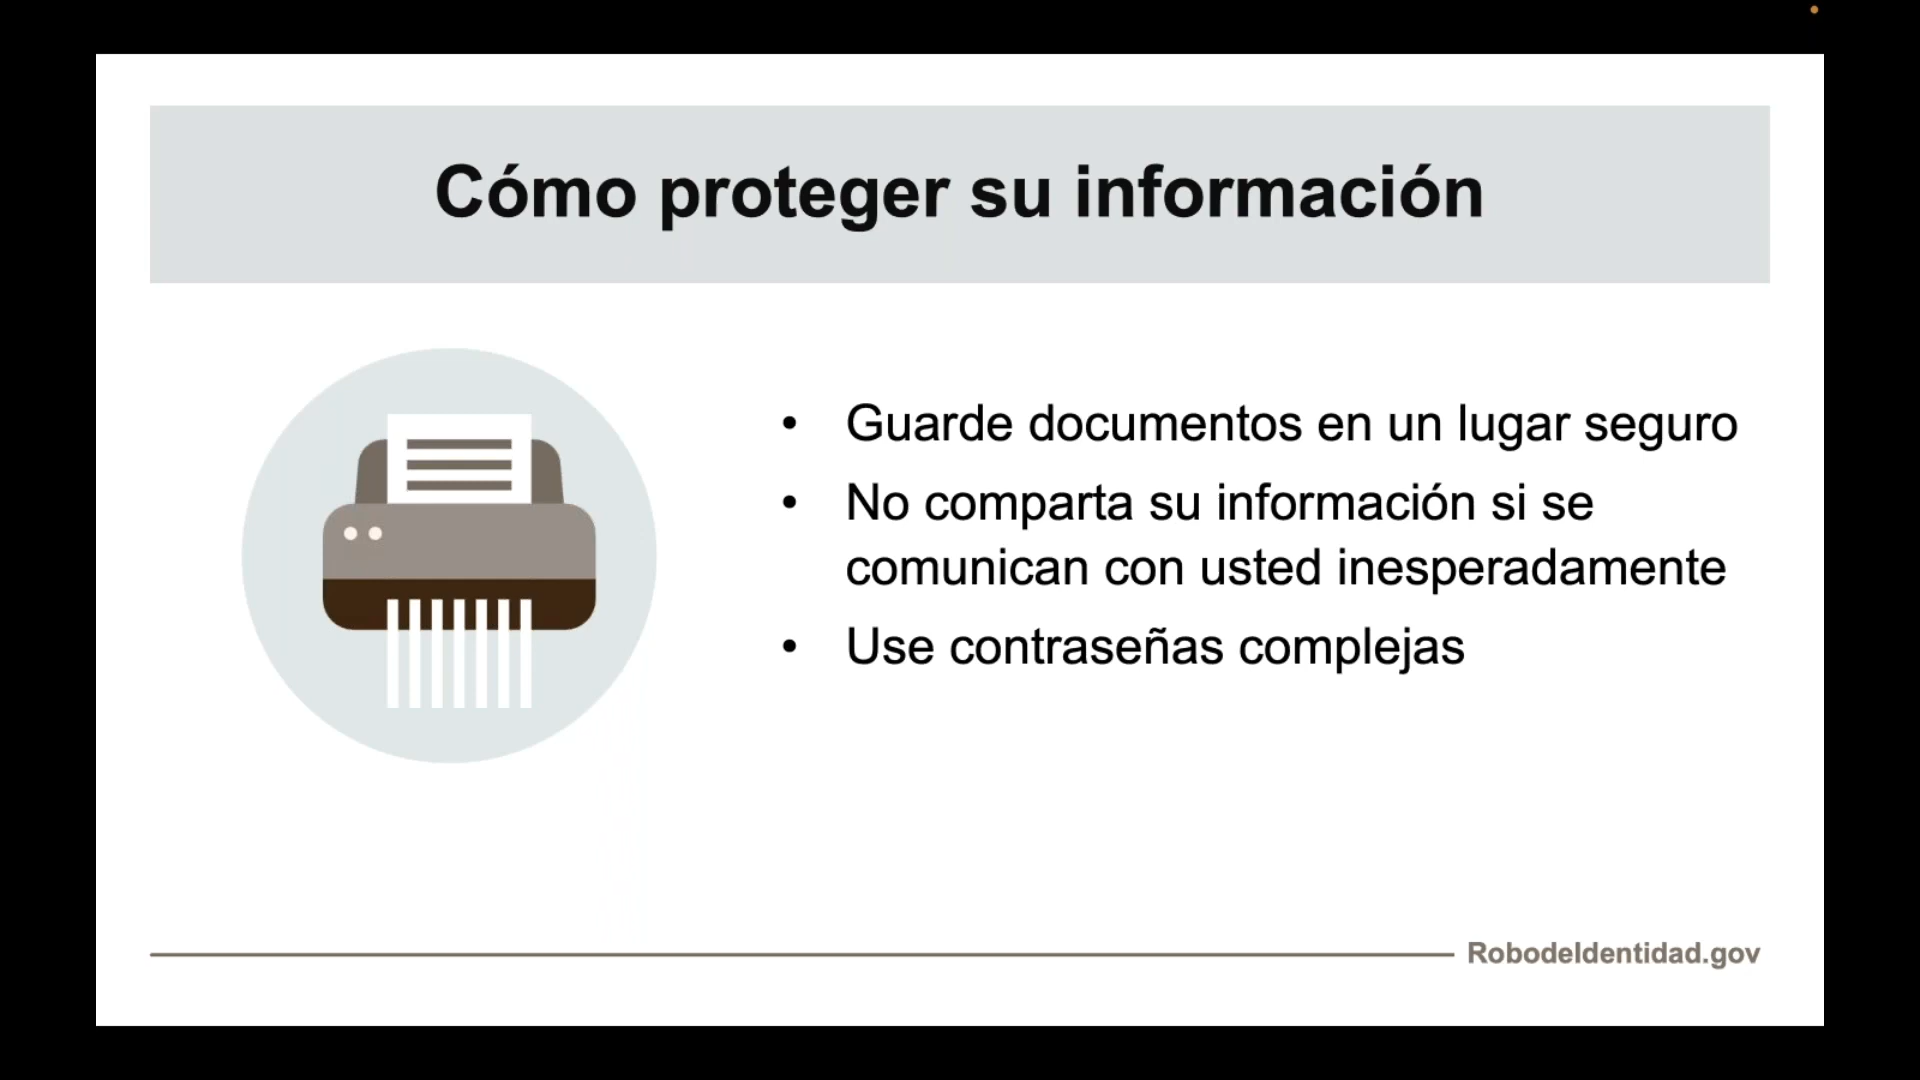 Cómo proteger su información
• Guarde documentos en un lugar seguro
• No comparta su información si se
comunican con usted inesperadamente
• Use contraseñas complejas
RobodeIdentidad.gov